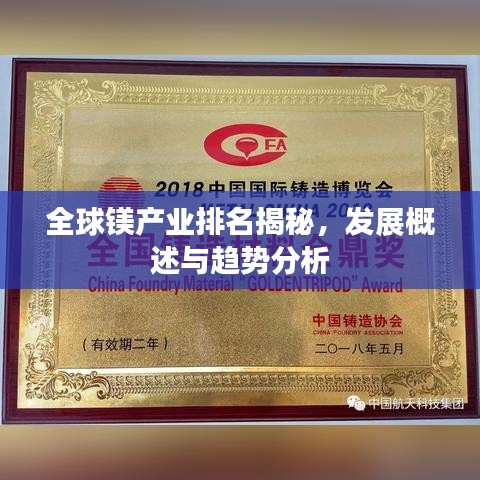 CFA
2018中国国际铸造博览会
全球镁产业排名揭秘，发展概
述与趋势分析
China Foundry Material "GOLDENTRIPOD" Award
中国铸造协会
CHINA FOUNDRY ASSOCIATION
（有效期二年）
二〇一八年五月
中国航天科技集团